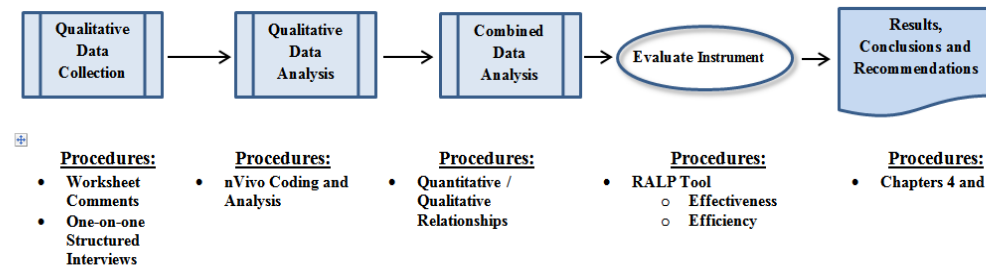 Qualitative
Data
Collection
Qualitative
Data
Analysis
Combined
Data
Analysis
Evaluate Instrument
Results,
Conclusions and
Recommendations
Procedures:
• Worksheet
Comments
• One-on-one
Structured
Interviews
Procedures:
• nVivo Coding and
Analysis
Procedures:
• Quantitative /
Qualitative
Relationships
Procedures:
• RALP Tool
o Effectiveness
o Efficiency
Procedures:
• Chapters 4 and